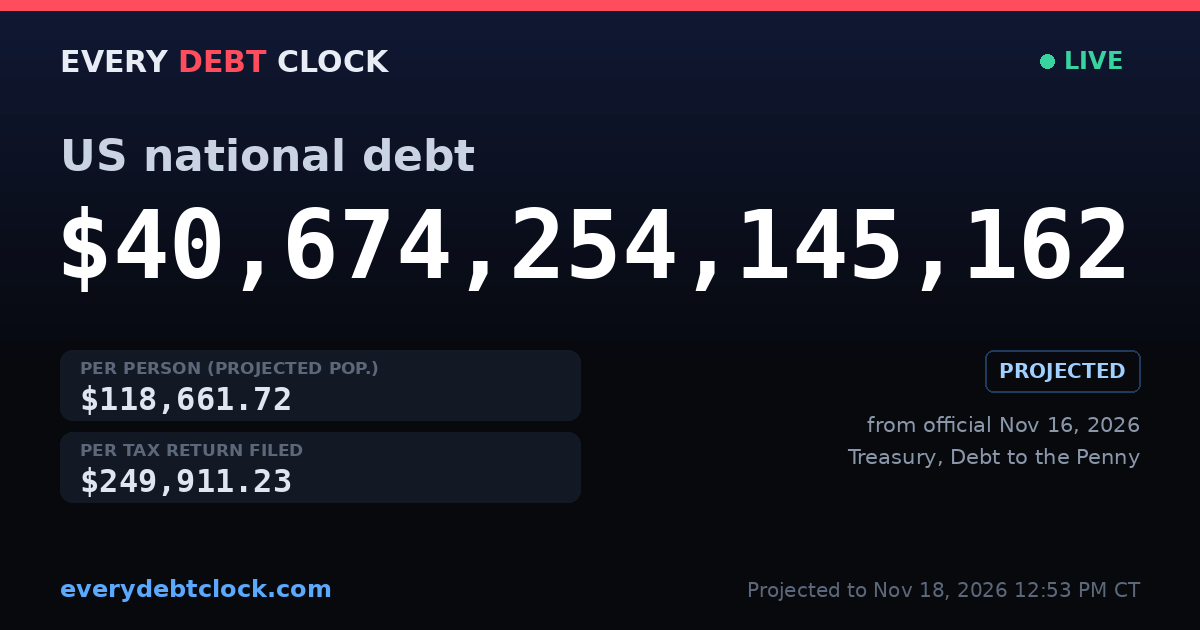 EVERY DEBT CLOCK
LIVE
US national debt
$40,674,254,145,162
PER PERSON (PROJECTED POP.)
$118,661.72
PER TAX RETURN FILED
$249,911.23
PROJECTED
from official Nov 16, 2026
Treasury, Debt to the Penny
everydebtclock.com
Projected to Nov 18, 2026 12:53 PM CT